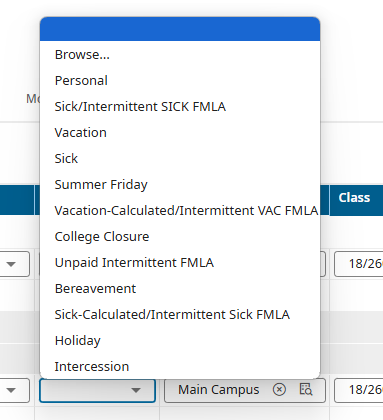 Browse...
Personal
Mo
Sick/Intermittent SICK FMLA
Vacation
Sick
Summer Friday
Class
Vacation-Calculated/Intermittent VAC FMLA
College Closure
Unpaid Intermittent FMLA
18/26
Bereavement
Sick-Calculated/Intermittent Sick FMLA
Holiday
Intercession
Main Campus
18/26